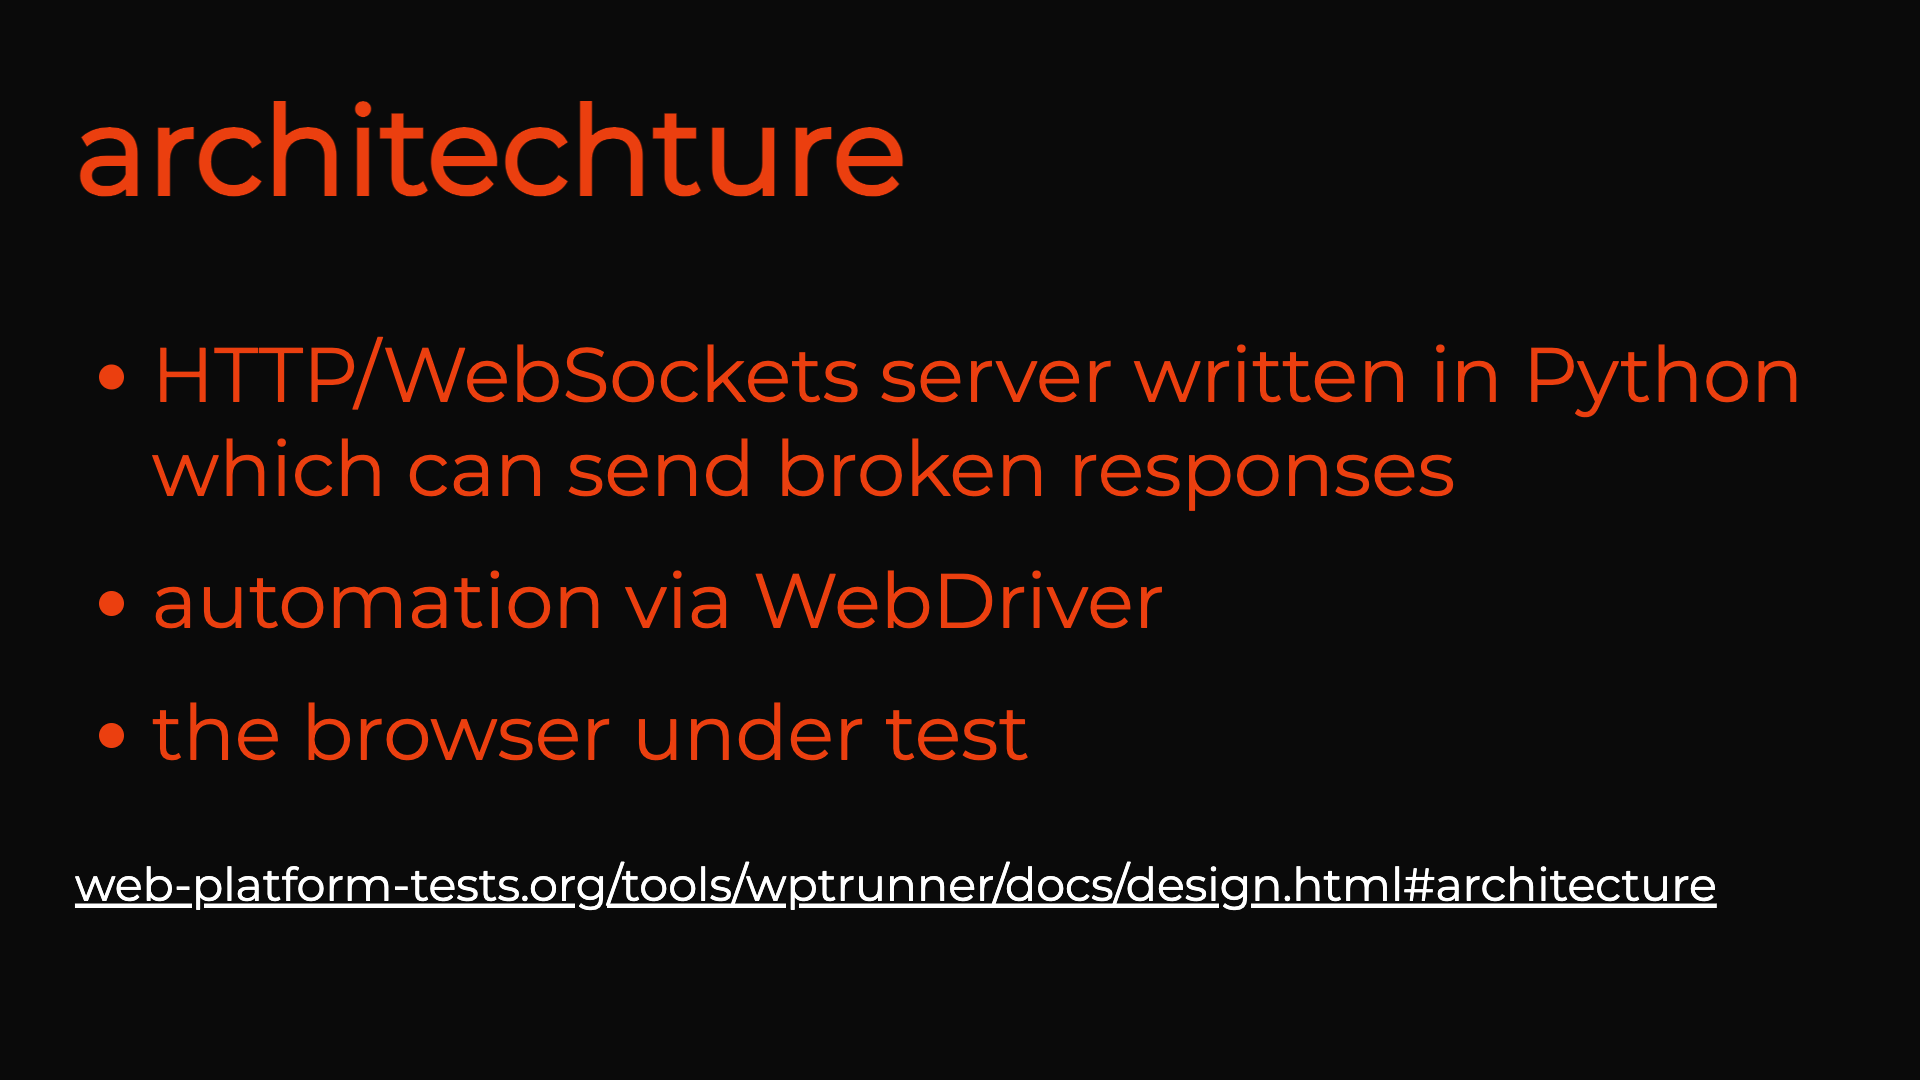 architechture
• HTTP/WebSockets server written in Python
which can send broken responses
• automation via WebDriver
• the browser under test
web-platform-tests.org/tools/wptrunner/docs/design.html#architecture